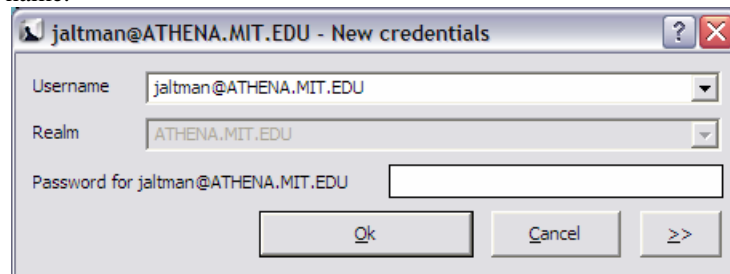 name.
jaltman@ATHENA.MIT.EDU - New credentials
Username jaltman@ATHENA.MIT.EDU
Realm ATHENA.MIT.EDU
Password for jaltman@ATHENA.MIT.EDU
Ok Cancel >>